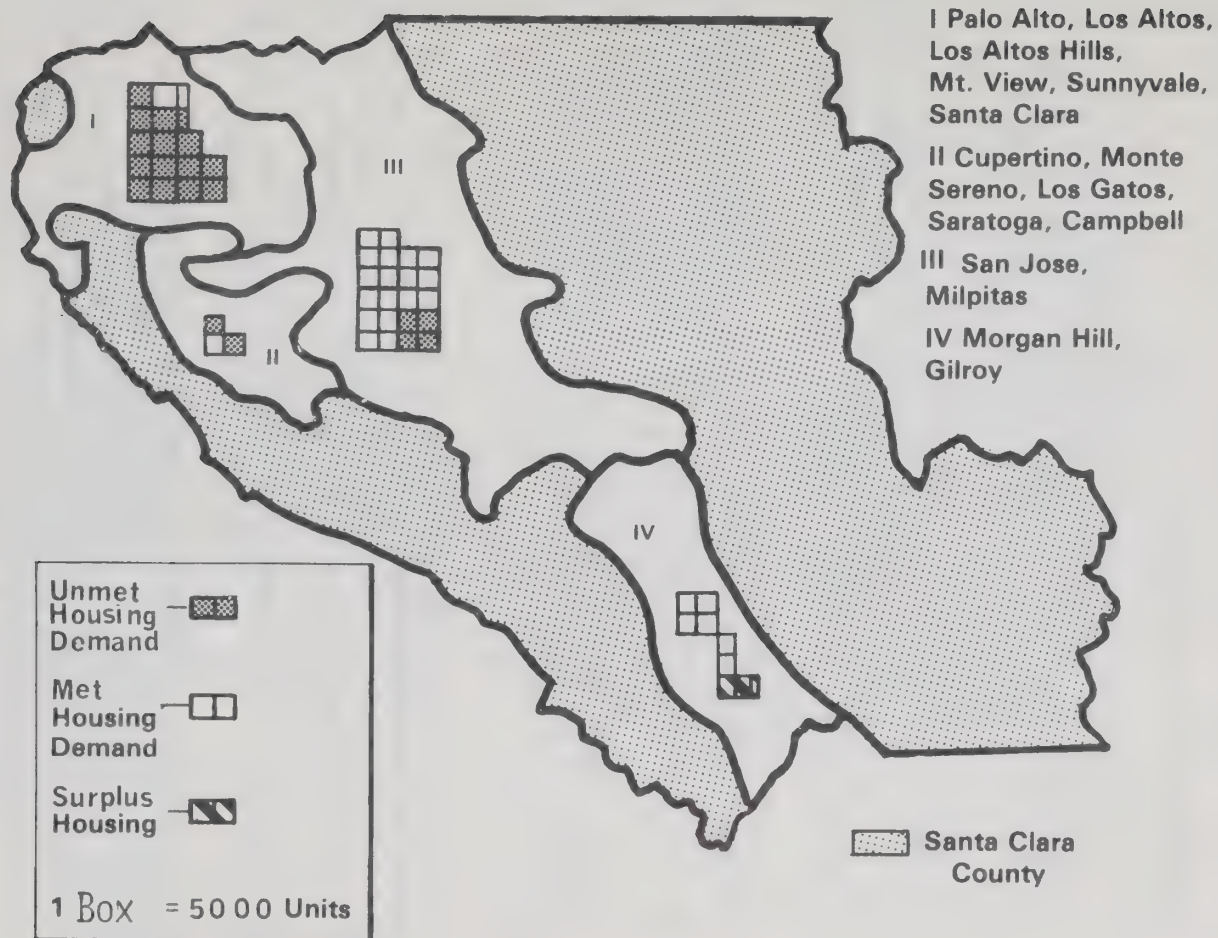 I Palo Alto, Los Altos,
Los Altos Hills,
Mt. View, Sunnyvale,
Santa Clara
II Cupertino, Monte
Sereno, Los Gatos,
Saratoga, Campbell
III San Jose,
Milpitas
IV Morgan Hill,
Gilroy
I
III
II
IV
Unmet
Housing
Demand
Met
Housing
Demand
Surplus
Housing
1 Box = 5000 Units
Santa Clara
County